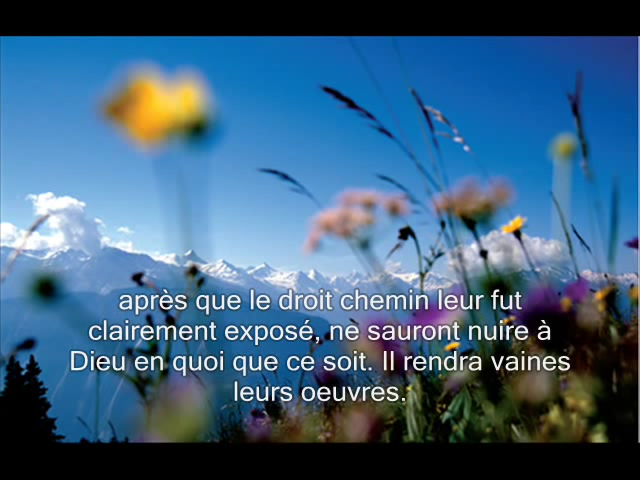 après que le droit chemin leur fut
clairement exposé, ne sauront nuire à
Dieu en quoi que ce soit. Il rendra vaines
leurs oeuvres.